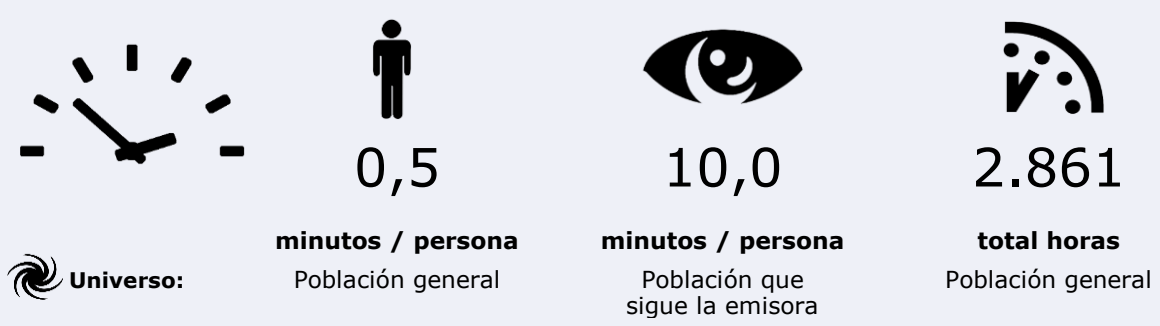 0,5
10,0
2.861
minutos / persona
minutos / persona
total horas
Universo:
Población general
Población que
sigue la emisora
Población general